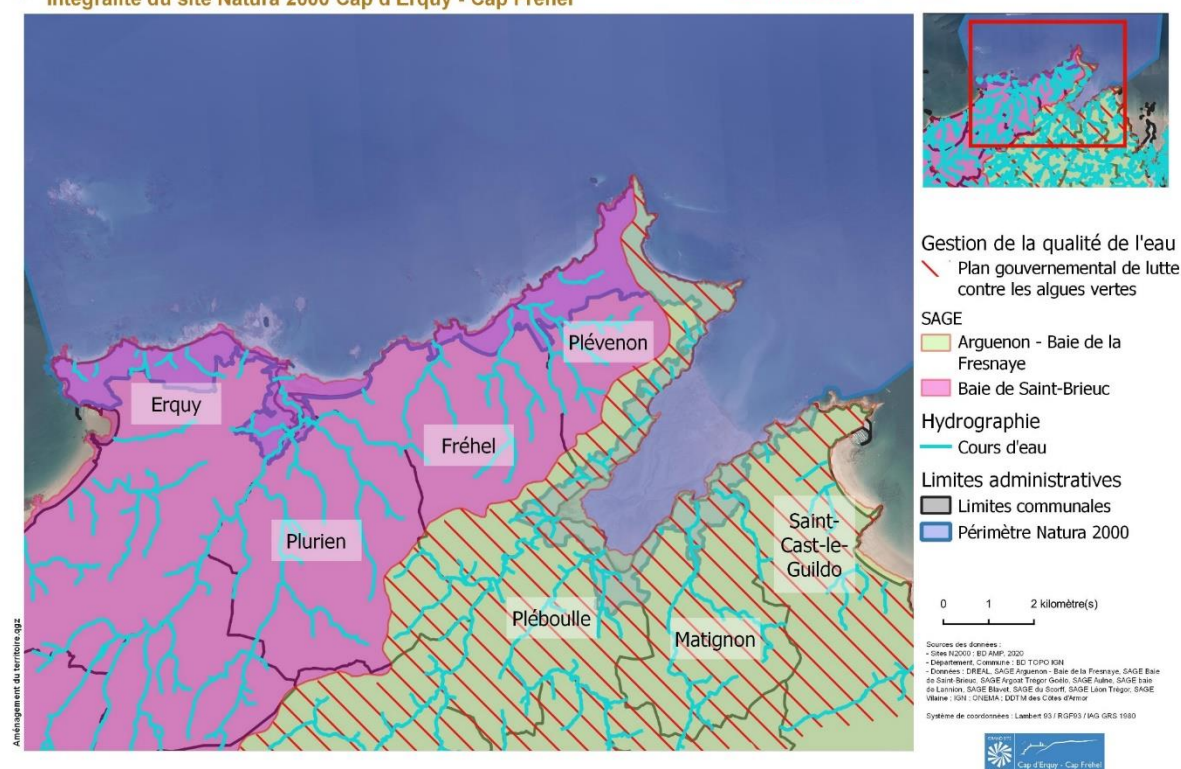 Intégralité du site Natura 2000 Cap d'Erquy - Cap Fréhel
Plévenon
Erquy
Fréhel
Plurien
Saint-
Cast-le-
Guildo
Pléboulle
Matignon
Gestion de la qualité de l'eau
Plan gouvernemental de lutte
contre les algues vertes
SAGE
Arguenon - Baie de la
Fresnaye
Baie de Saint-Brieuc
Hydrographie
Cours d'eau
Limites administratives
Limites communales
Périmètre Natura 2000
0 1 2 kilomètre(s)
Sources des données :
- Sites N2000 : BD AMP, 2020
- Département, Commune : BD TOPO IGN
- Données : DREAL, SAGE Arguenon - Baie de la Fresnaye, SAGE Baie
de Saint-Brieuc, SAGE Argoat Trégor Goëlo, SAGE Aulne, SAGE baie
de Lannion, SAGE Blavet, SAGE du Scorff, SAGE Léon Trégor, SAGE
Vilaine ; IGN ; ONEMA ; DDTM des Côtes d'Armor
Système de coordonnées : Lambert 93 / RGF93 / IAG GRS 1980
Aménagement du territoire.qgz
GRAND SITE
Cap d'Erquy - Cap Fréhel